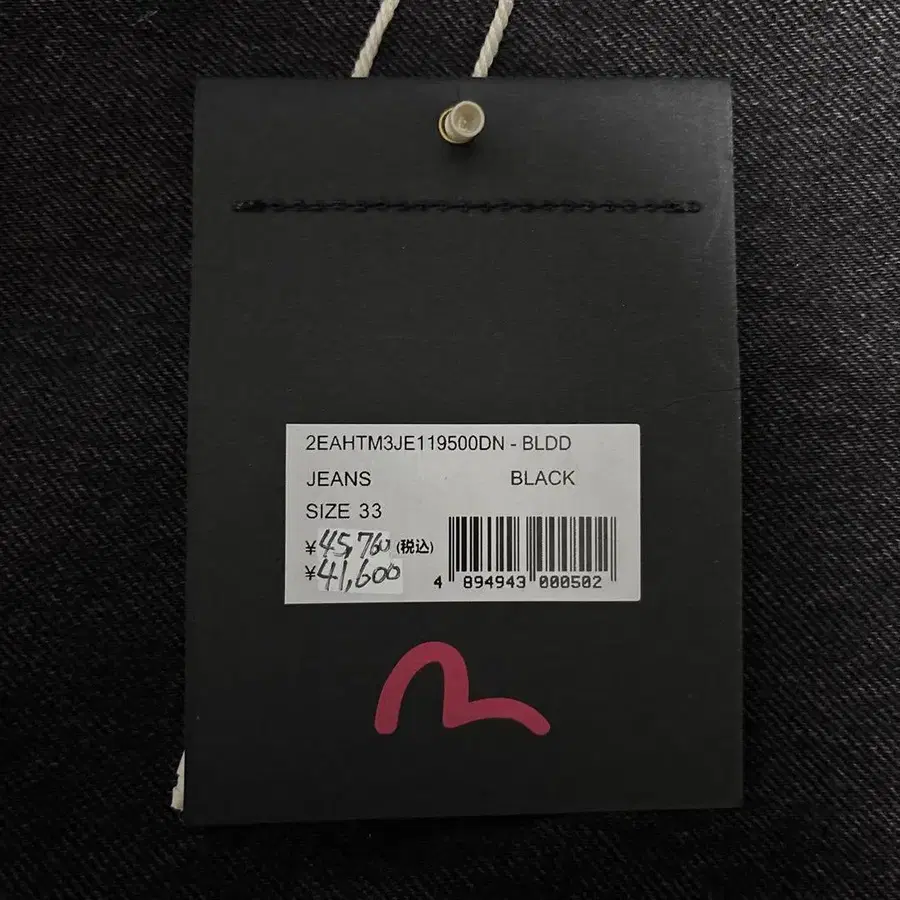 2EAHTM3JE119500DN - BLDD
JEANS BLACK
SIZE 33
¥45,760 (税込)
¥41,600
4 894943 000502